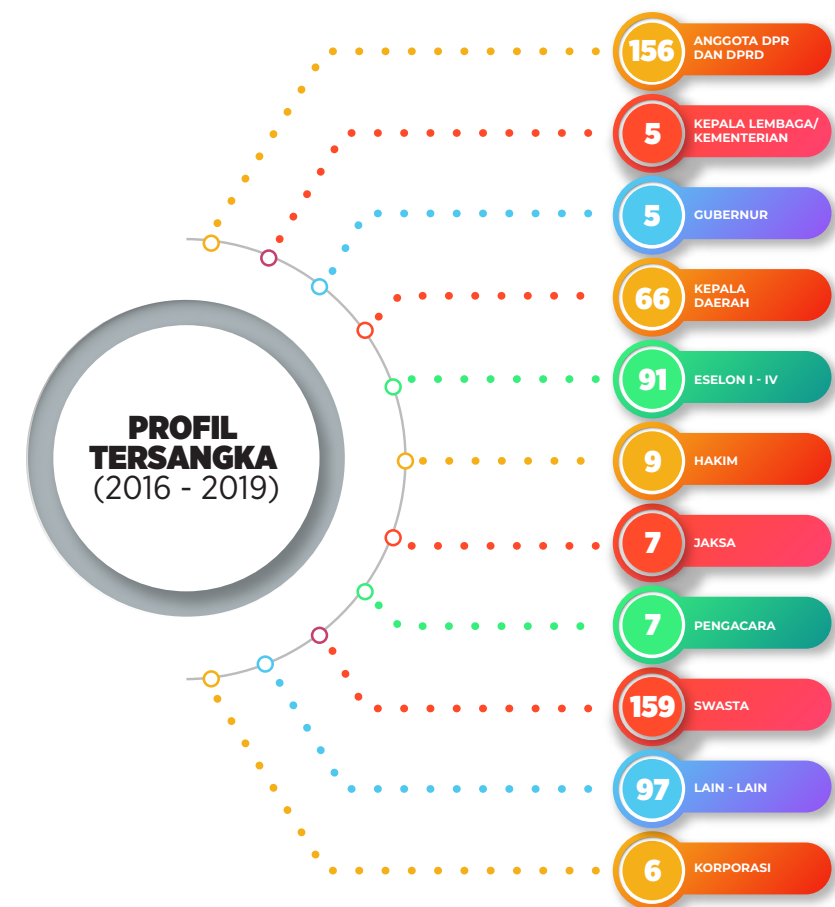 PROFIL
TERSANGKA
(2016 - 2019)
156
ANGGOTA DPR
DAN DPRD
5
KEPALA LEMBAGA/
KEMENTERIAN
5
GUBERNUR
66
KEPALA
DAERAH
91
ESELON I - IV
9
HAKIM
7
JAKSA
7
PENGACARA
159
SWASTA
97
LAIN - LAIN
6
KORPORASI